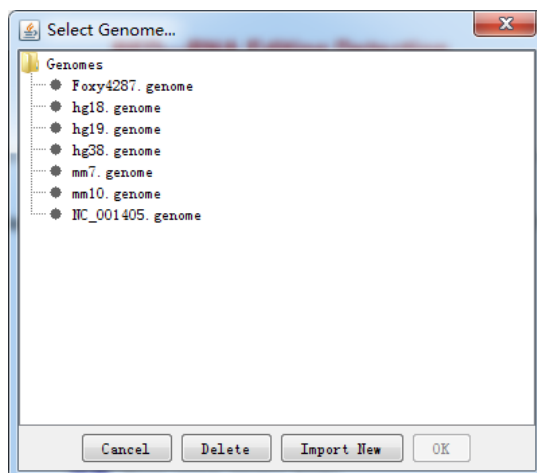 Select Genome...
Genomes
Foxy4287.genome
hg18.genome
hg19.genome
hg38.genome
mm7.genome
mm10.genome
NC_001405.genome
Cancel Delete Import New OK